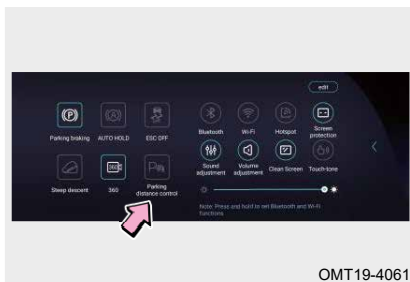 edit
Parking braking
AUTO HOLD
ESC OFF
Bluetooth
Wi-Fi
Hotspot
Screen
protection
Steep descent
360
Parking
distance control
Sound
adjustment
Volume
adjustment
Clean Screen
Touch-tone
Note: Press and hold to set Bluetooth and Wi-Fi
functions
OMT19-4061